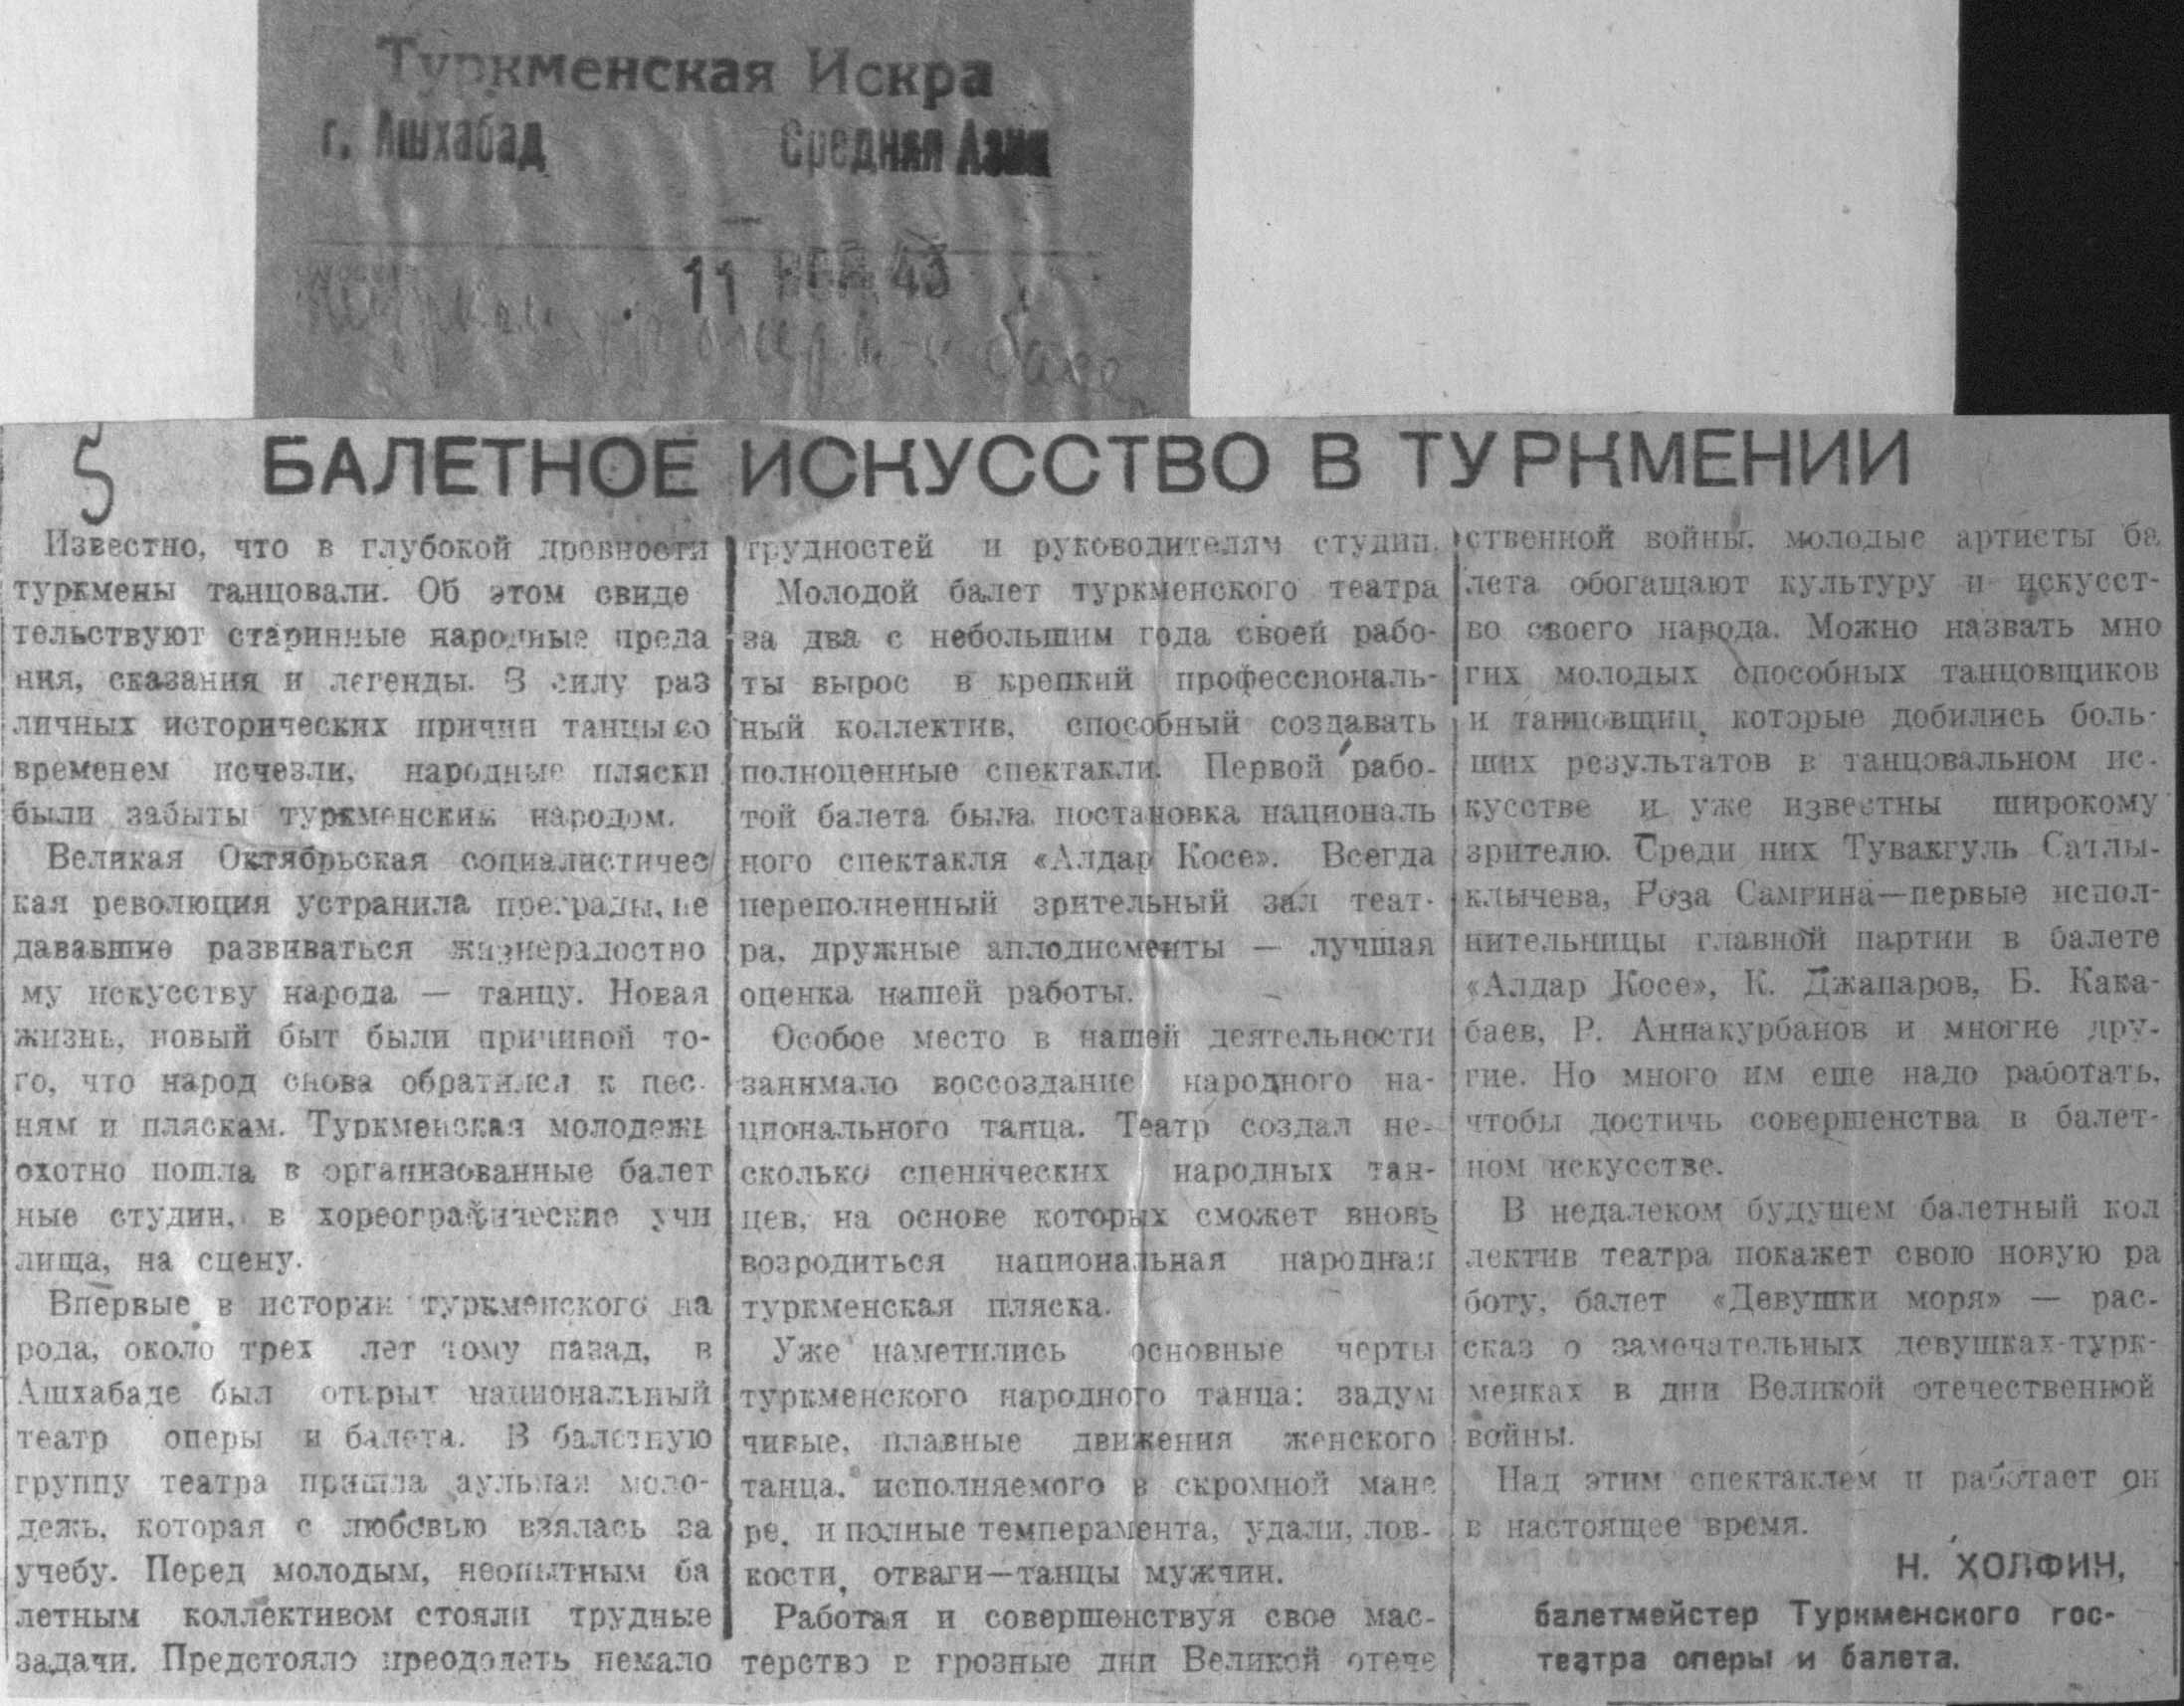 Туркменская Искра
г. Ашхабад Средняя Азия
11 43
5
БАЛЕТНОЕ ИСКУССТВО В ТУРКМЕНИИ
Известно, что в глубокой древности
туркмены танцовали. Об этом свиде
тельствуют старинные народные преда
ния, сказания и легенды. В силу раз
личных исторических причин танцы со
временем исчезли, народные пляски
были забыты туркменским народом.
Великая Октябрьская социалистичес
кая революция устранила преграды, не
дававшие развиваться жизнерадостно
му искусству народа — танцу. Новая
жизнь, новый быт были причиной то-
го, что народ снова обратился к пес-
ням и пляскам. Туркменская молодежь
охотно пошла в организованные балет
ные студии, в хореографические учи
лища, на сцену.
Впервые в истории туркменского на
рода, около трех лет тому назад, в
Ашхабаде был открыт национальный
театр оперы и балета. В балетную
группу театра пришла аульная моло-
дежь, которая с любовью взялась за
учебу. Перед молодым, неопытным ба
летным коллективом стояли трудные
задачи. Предстояло преодолеть немало
трудностей и руководителям студии.
Молодой балет туркменского театра
за два с небольшим года своей рабо-
ты вырос в крепкий профессиональ-
ный коллектив, способный создавать
полноценные спектакли. Первой рабо-
той балета была постановка националь
ного спектакля «Алдар Косе». Всегда
переполненный зрительный зал теат-
ра, дружные аплодисменты — лучшая
оценка нашей работы.
Особое место в нашей деятельности
занимало воссоздание народного на-
ционального танца. Театр создал не-
сколько сценических народных тан-
цев, на основе которых сможет вновь
возродиться национальная народная
туркменская пляска.
Уже наметились основные черты
туркменского народного танца: задум
чивые, плавные движения женского
танца, исполняемого в скромной мане
ре, и полные темперамента, удали, лов-
кости, отваги—танцы мужчин.
Работая и совершенствуя свое мас-
терство в грозные дни Великой отече
ственной войны, молодые артисты ба
лета обогащают культуру и искусст-
во своего народа. Можно назвать мно
гих молодых способных танцовщиков
и танцовщиц, которые добились боль-
ших результатов в танцовальном ис-
кусстве и уже известны широкому
зрителю. Среди них Тувакгуль Сатлы-
клычева, Роза Самгина—первые испол-
нительницы главной партии в балете
«Алдар Косе», К. Джапаров, Б. Кака-
баев, Р. Аннакурбанов и многие дру-
гие. Но много им еще надо работать,
чтобы достичь совершенства в балет-
ном искусстве.
В недалеком будущем балетный кол
лектив театра покажет свою новую ра
боту, балет «Девушки моря» — рас-
сказ о замечательных девушках-турк-
менках в дни Великой отечественной
войны.
Над этим спектаклем и работает он
в настоящее время.
Н. ХОЛФИН,
балетмейстер Туркменского гос-
театра оперы и балета.